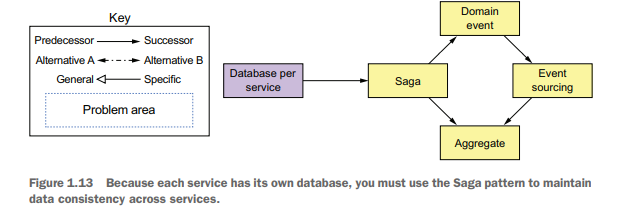 Key
Predecessor Successor
Alternative A Alternative B
General Specific
Problem area
Database per
service
Saga
Domain
event
Event
sourcing
Aggregate
Figure 1.13 Because each service has its own database, you must use the Saga pattern to maintain
data consistency across services.